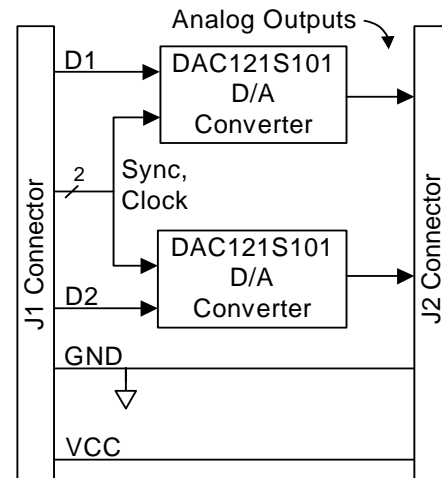 Analog Outputs
D1
DAC121S101
D/A
Converter
2
Sync,
Clock
DAC121S101
D/A
Converter
D2
GND
VCC
J1 Connector
J2 Connector